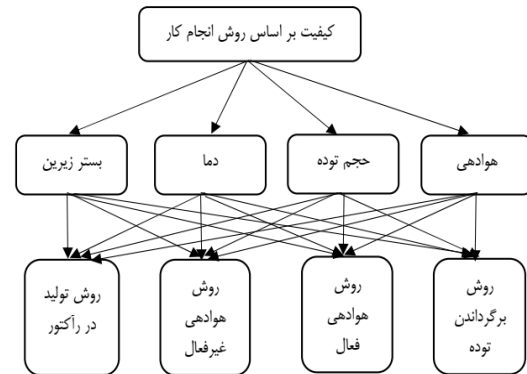 کیفیت بر اساس روش انجام کار
هوادهی
حجم توده
دما
بستر زیرین
روش
برگرداندن
توده
روش
هوادهی
فعال
روش
هوادهی
غیرفعال
روش تولید
در رآکتور